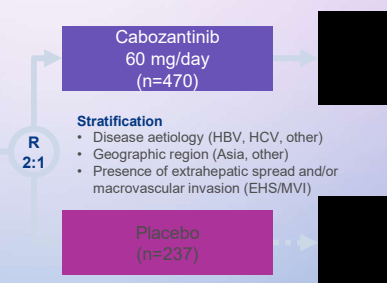 Cabozantinib
60 mg/day
(n=470)
Stratification
• Disease aetiology (HBV, HCV, other)
• Geographic region (Asia, other)
• Presence of extrahepatic spread and/or
macrovascular invasion (EHS/MVI)
R
2:1
Placebo
(n=237)